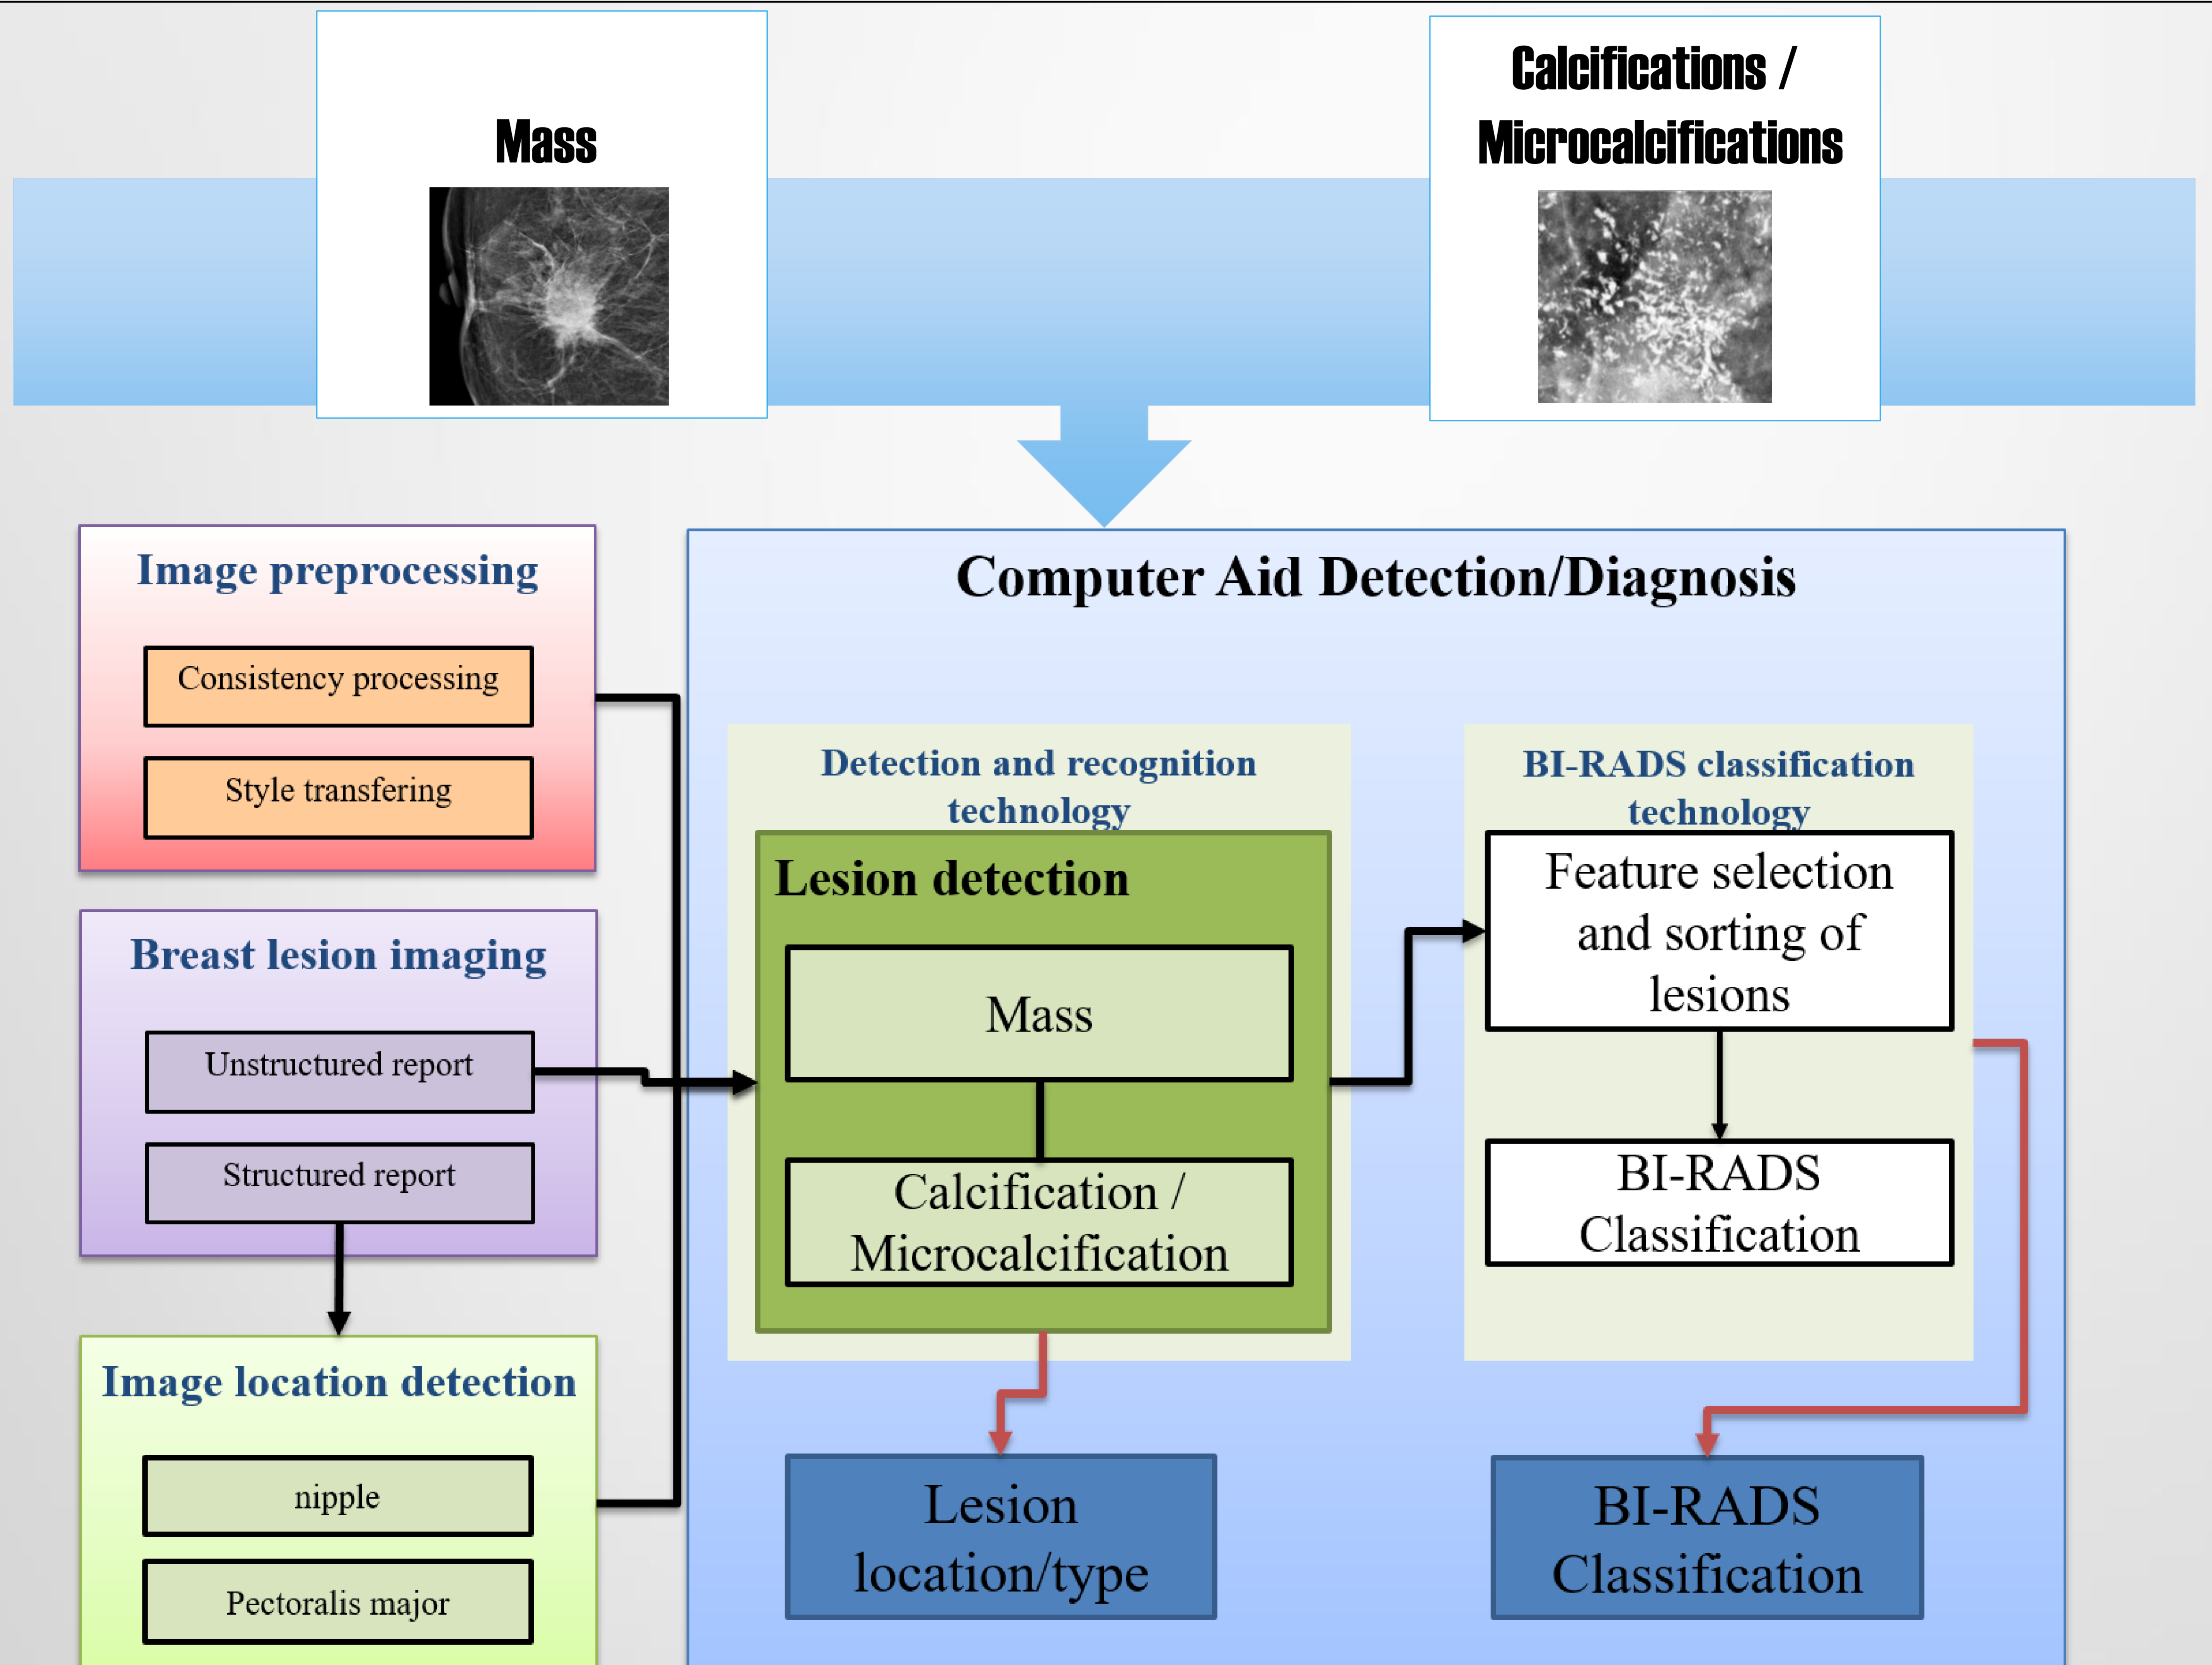 Mass
Calcifications /
Microcalcifications
Image preprocessing
Consistency processing
Style transfering
Breast lesion imaging
Unstructured report
Structured report
Image location detection
nipple
Pectoralis major
Computer Aid Detection/Diagnosis
Detection and recognition
technology
Lesion detection
Mass
Calcification /
Microcalcification
BI-RADS classification
technology
Feature selection
and sorting of
lesions
BI-RADS
Classification
Lesion
location/type
BI-RADS
Classification